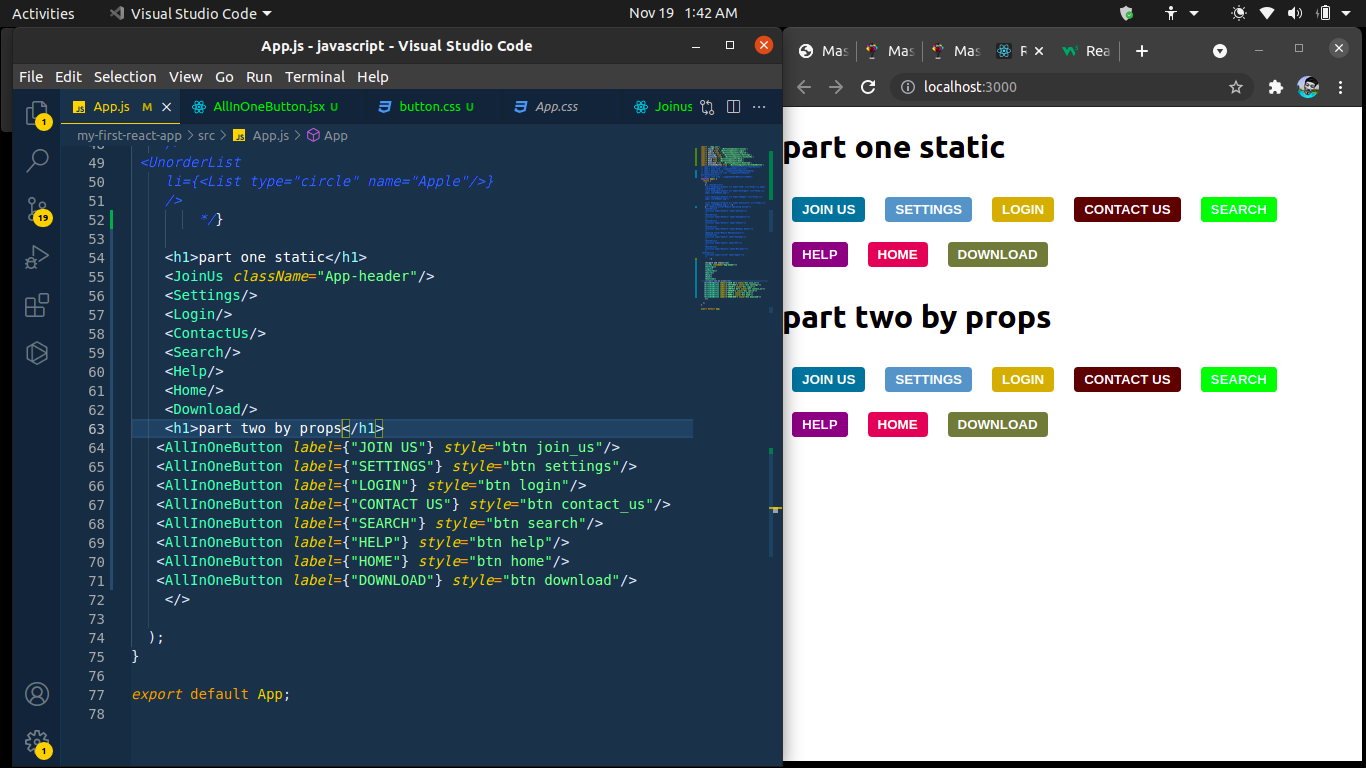 Activities
Visual Studio Code
Nov 19 1:42 AM
App.js - javascript - Visual Studio Code
File Edit Selection View Go Run Terminal Help
App.js M
AllInOneButton.jsx U
button.css U
App.css
Joinus
my-first-react-app > src > App.js > App
1
19
1
48
49 <UnorderList
50 li={<List type="circle" name="Apple"/>}
51 />
52 */}
53
54 <h1>part one static</h1>
55 <JoinUs className="App-header"/>
56 <Settings/>
57 <Login/>
58 <ContactUs/>
59 <Search/>
60 <Help/>
61 <Home/>
62 <Download/>
63 <h1>part two by props</h1>
64 <AllInOneButton label={"JOIN US"} style="btn join_us"/>
65 <AllInOneButton label={"SETTINGS"} style="btn settings"/>
66 <AllInOneButton label={"LOGIN"} style="btn login"/>
67 <AllInOneButton label={"CONTACT US"} style="btn contact_us"/>
68 <AllInOneButton label={"SEARCH"} style="btn search"/>
69 <AllInOneButton label={"HELP"} style="btn help"/>
70 <AllInOneButton label={"HOME"} style="btn home"/>
71 <AllInOneButton label={"DOWNLOAD"} style="btn download"/>
72 </>
73
74 );
75 }
76
77 export default App;
78
Mas
Mas
Mas
R
Rea
localhost:3000
part one static
JOIN US SETTINGS LOGIN CONTACT US SEARCH
HELP HOME DOWNLOAD
part two by props
JOIN US SETTINGS LOGIN CONTACT US SEARCH
HELP HOME DOWNLOAD